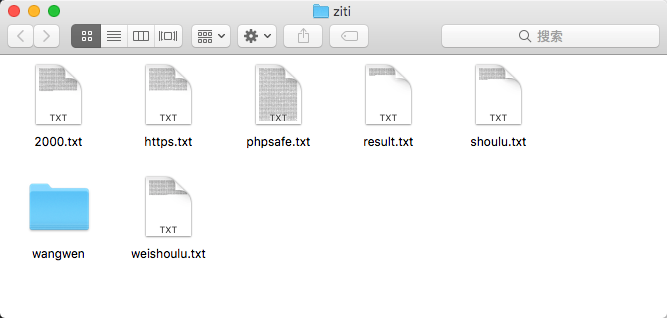 ziti
搜索
TXT
TXT
TXT
TXT
TXT
2000.txt
https.txt
phpsafe.txt
result.txt
shoulu.txt
TXT
wangwen
weishoulu.txt